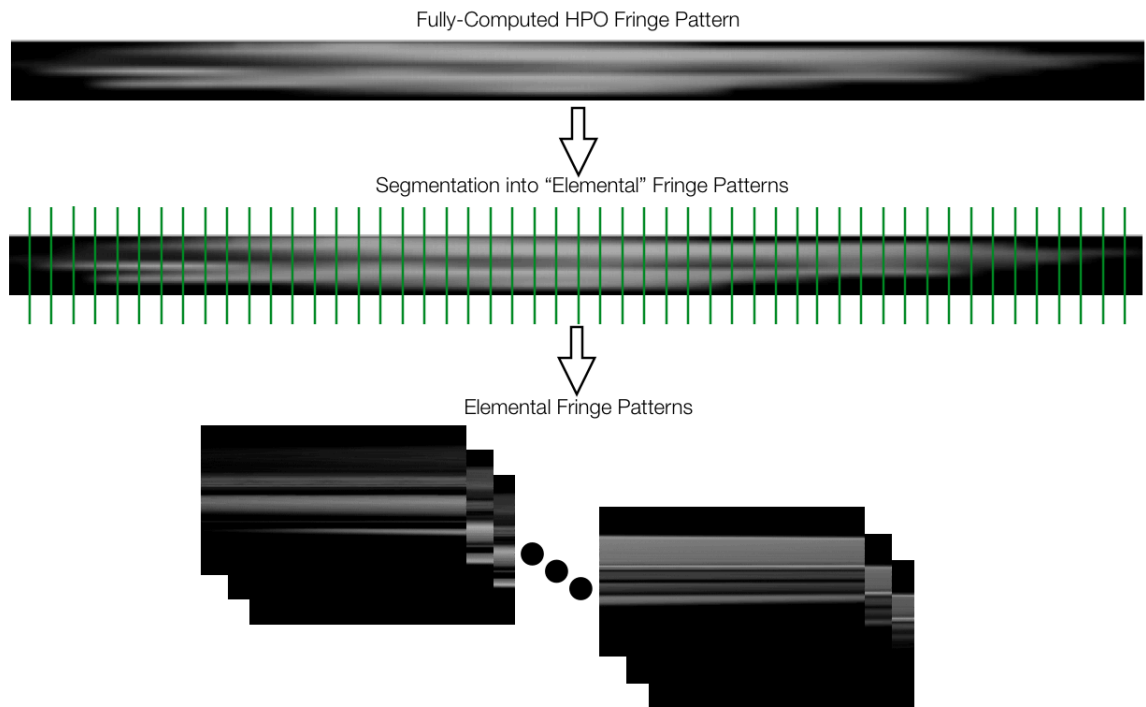 Fully-Computed HPO Fringe Pattern
Segmentation into “Elemental” Fringe Patterns
Elemental Fringe Patterns